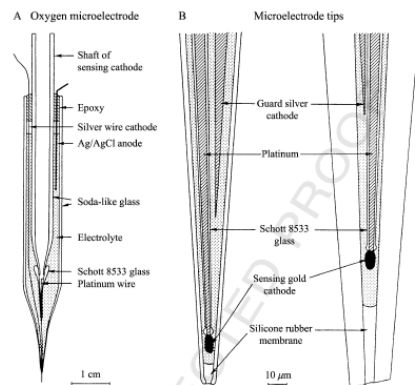 A Oxygen microelectrode
Shaft of
sensing cathode
Epoxy
Silver wire cathode
Ag/AgCl anode
Soda-like glass
Electrolyte
Schott 8533 glass
Platinum wire
1 cm
B Microelectrode tips
Guard silver
cathode
Platinum
Schott 8533
glass
Sensing gold
cathode
Silicone rubber
membrane
10 μm
ECTED PROO